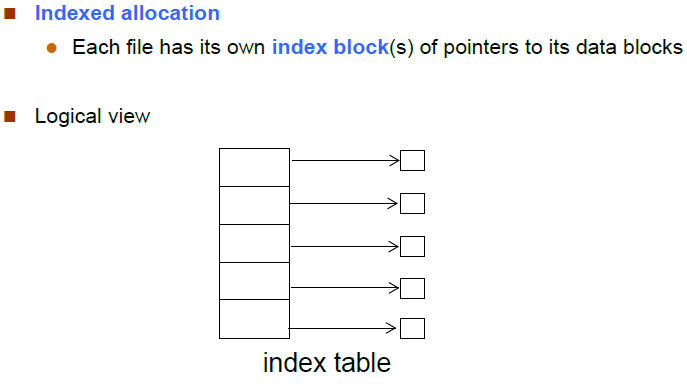 Indexed allocation
Each file has its own index block(s) of pointers to its data blocks
Logical view
index table